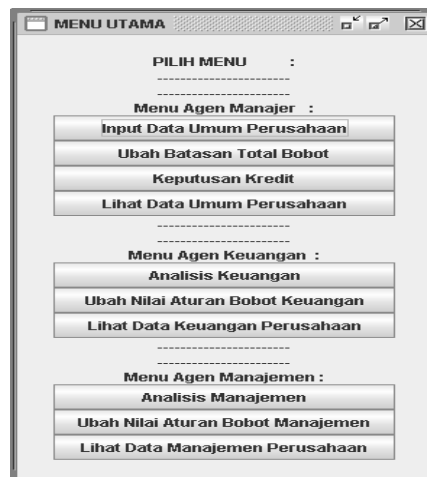 MENU UTAMA
PILIH MENU :
-----------------------
-----------------------
Menu Agen Manajer :
Input Data Umum Perusahaan
Ubah Batasan Total Bobot
Keputusan Kredit
Lihat Data Umum Perusahaan
-----------------------
-----------------------
Menu Agen Keuangan :
Analisis Keuangan
Ubah Nilai Aturan Bobot Keuangan
Lihat Data Keuangan Perusahaan
-----------------------
-----------------------
Menu Agen Manajemen :
Analisis Manajemen
Ubah Nilai Aturan Bobot Manajemen
Lihat Data Manajemen Perusahaan